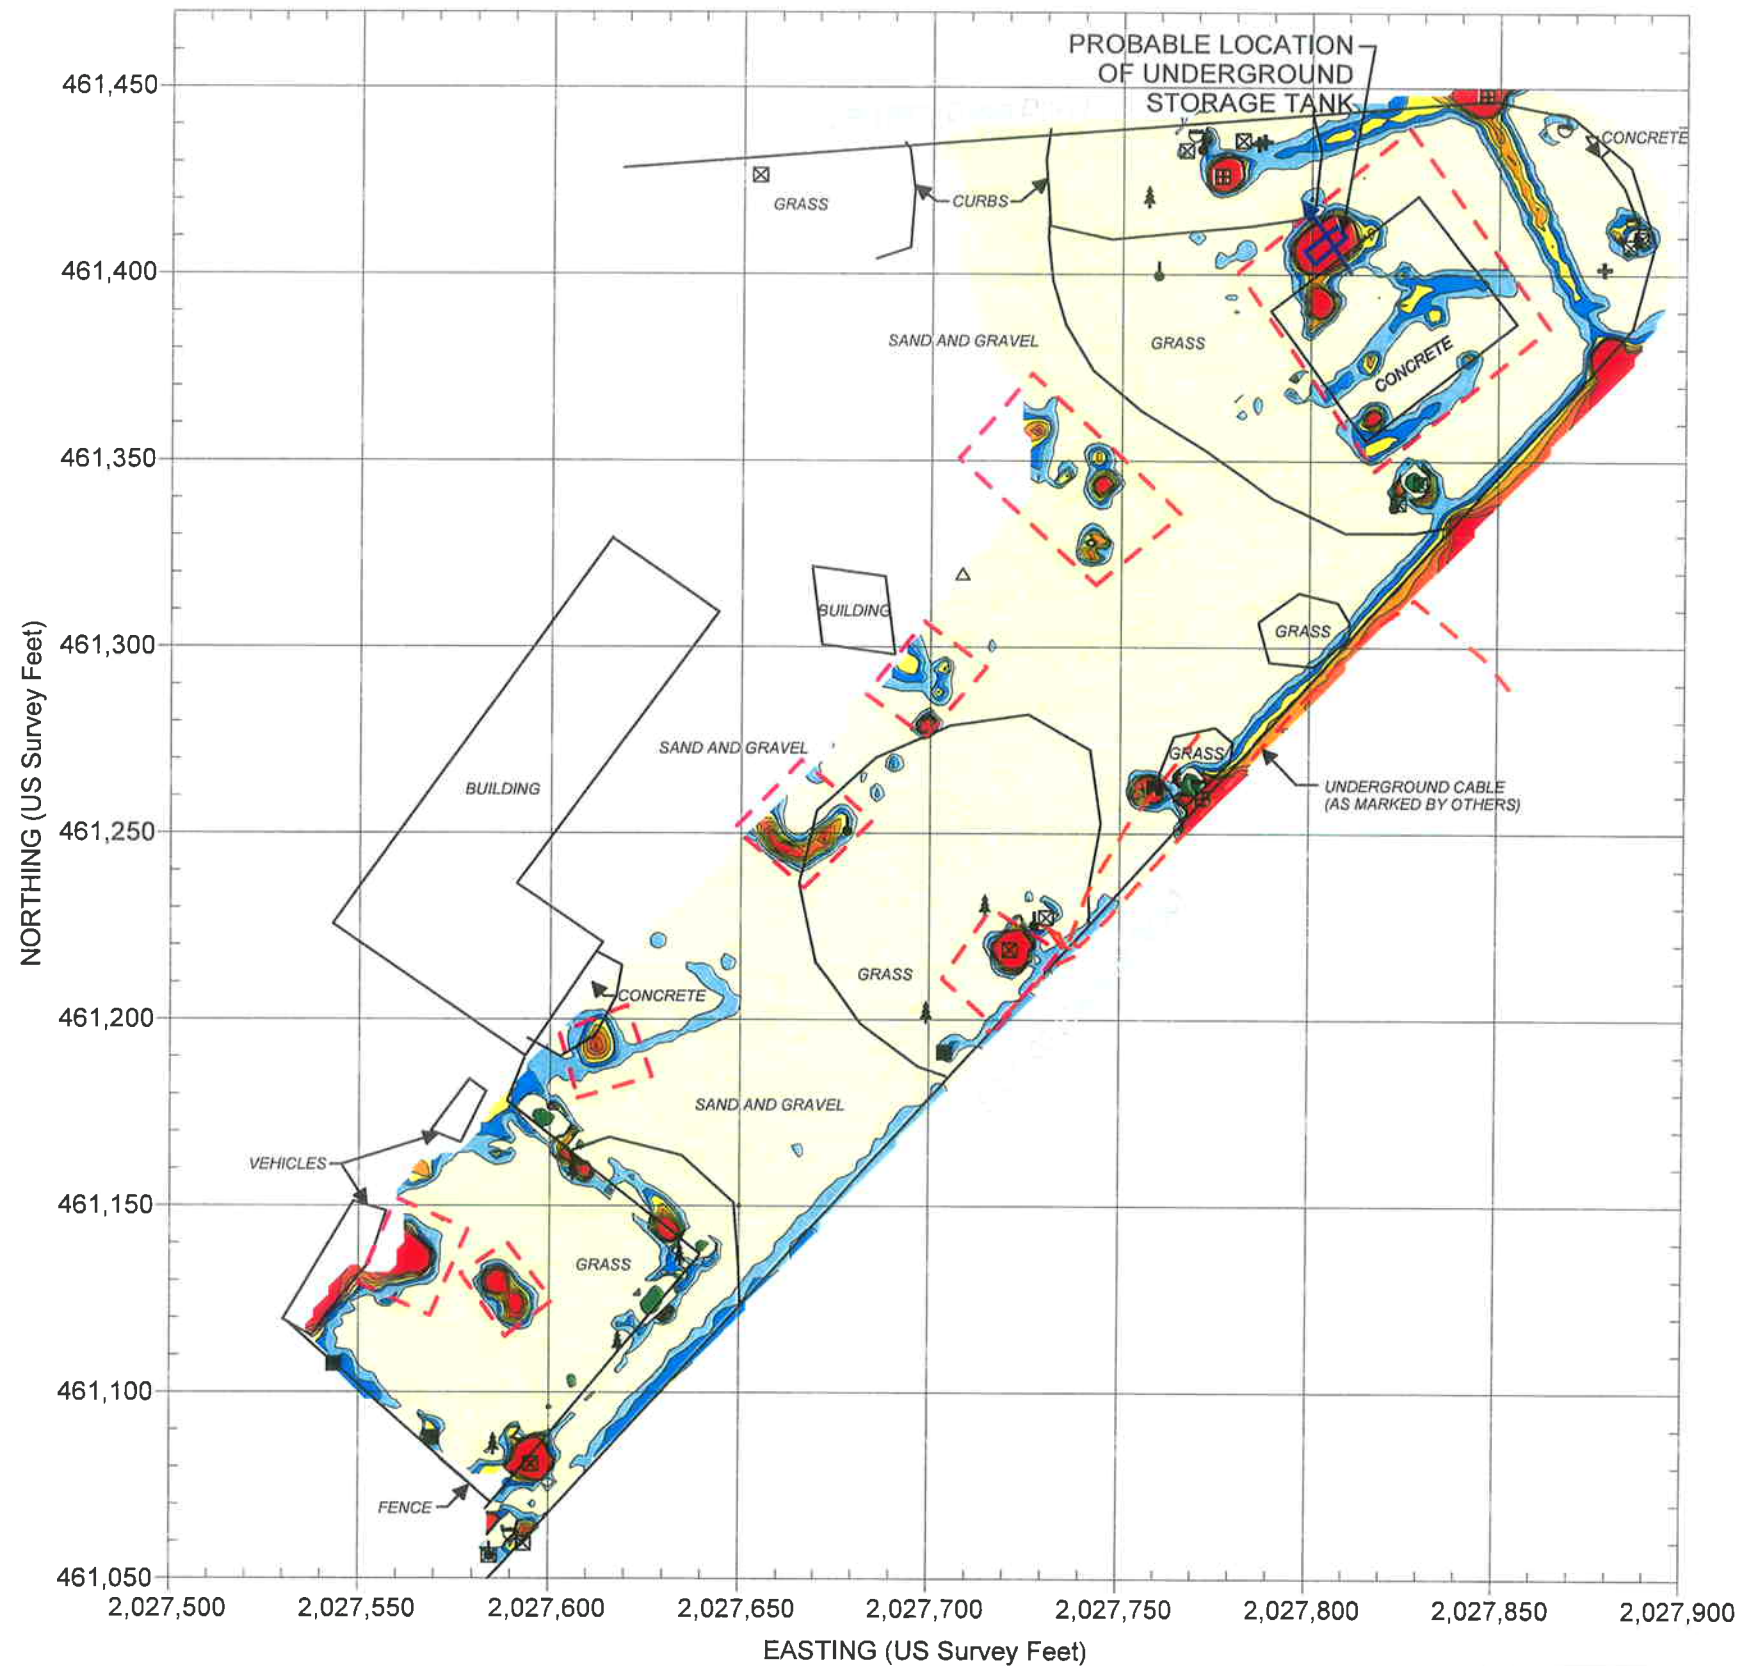 PROBABLE LOCATION
OF UNDERGROUND
STORAGE TANK
461,450
CONCRETE
GRASS
CURBS
461,400
SAND AND GRAVEL
GRASS
CONCRETE
461,350
BUILDING
GRASS
461,300
SAND AND GRAVEL
GRASS
BUILDING
UNDERGROUND CABLE
(AS MARKED BY OTHERS)
461,250
GRASS
CONCRETE
461,200
SAND AND GRAVEL
VEHICLES
461,150
GRASS
461,100
FENCE
461,050
NORTHING (US Survey Feet)
2,027,500
2,027,550
2,027,600
2,027,650
2,027,700
2,027,750
2,027,800
2,027,850
2,027,900
EASTING (US Survey Feet)